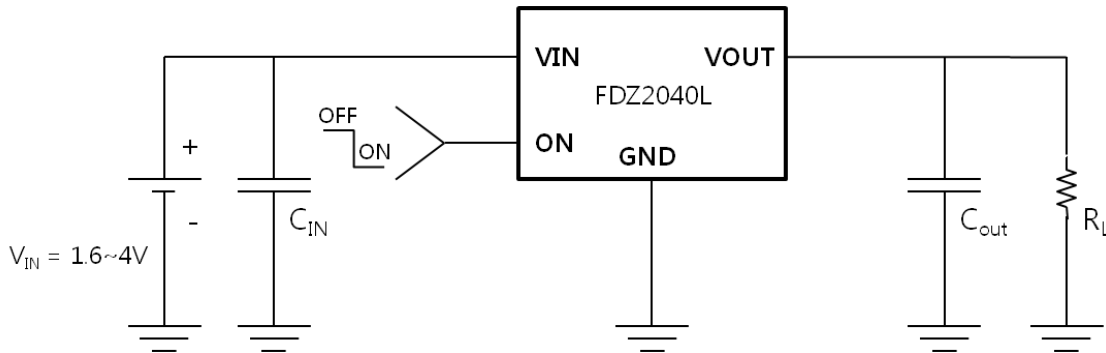 VIN
VOUT
FDZ2040L
OFF
ON
ON
GND
+
-
C_IN
V_IN = 1.6~4V
C_out
R_L